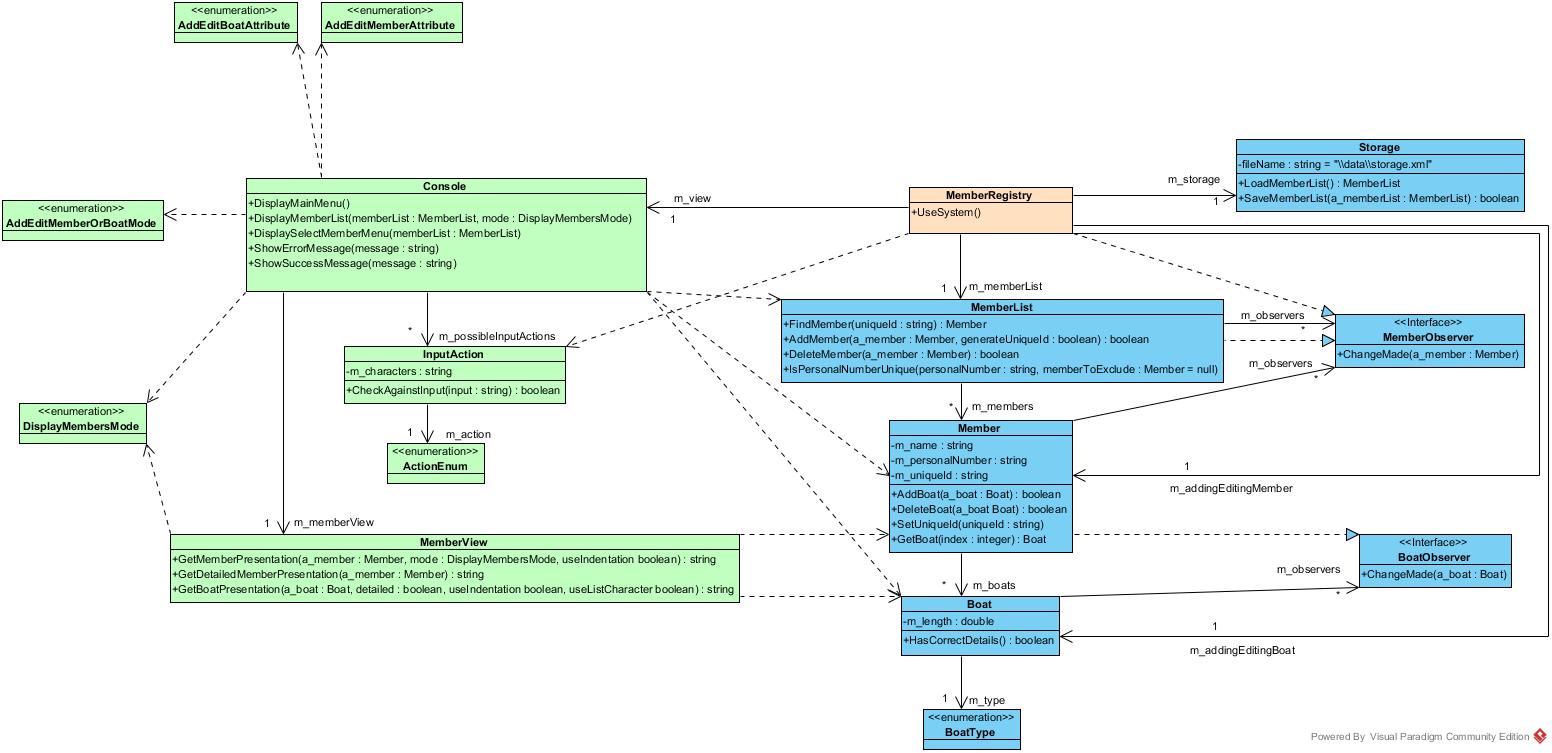 <<enumeration>>
AddEditBoatAttribute
<<enumeration>>
AddEditMemberAttribute
<<enumeration>>
AddEditMemberOrBoatMode
Console
+DisplayMainMenu()
+DisplayMemberList(memberList : MemberList, mode : DisplayMembersMode)
+DisplaySelectMemberMenu(memberList : MemberList)
+ShowErrorMessage(message : string)
+ShowSuccessMessage(message : string)
m_view
1
MemberRegistry
+UseSystem()
m_storage
1
Storage
-fileName : string = "\\data\\storage.xml"
+LoadMemberList() : MemberList
+SaveMemberList(a_memberList : MemberList) : boolean
1
m_memberList
MemberList
+FindMember(uniqueId : string) : Member
+AddMember(a_member : Member, generateUniqueId : boolean) : boolean
+DeleteMember(a_member : Member) : boolean
+IsPersonalNumberUnique(personalNumber : string, memberToExclude : Member = null)
m_observers
*
<<Interface>>
MemberObserver
+ChangeMade(a_member : Member)
m_observers
*
*
m_possibleInputActions
InputAction
-m_characters : string
+CheckAgainstInput(input : string) : boolean
1
m_action
<<enumeration>>
ActionEnum
<<enumeration>>
DisplayMembersMode
*
m_members
Member
-m_name : string
-m_personalNumber : string
-m_uniqueId : string
+AddBoat(a_boat : Boat) : boolean
+DeleteBoat(a_boat Boat) : boolean
+SetUniqueId(uniqueId : string)
+GetBoat(index : integer) : Boat
1
m_addingEditingMember
1
m_memberView
MemberView
+GetMemberPresentation(a_member : Member, mode : DisplayMembersMode, useIndentation boolean) : string
+GetDetailedMemberPresentation(a_member : Member) : string
+GetBoatPresentation(a_boat : Boat, detailed : boolean, useIndentation boolean, useListCharacter boolean) : string
<<Interface>>
BoatObserver
+ChangeMade(a_boat : Boat)
m_observers
*
*
m_boats
Boat
-m_length : double
+HasCorrectDetails() : boolean
1
m_addingEditingBoat
1
m_type
<<enumeration>>
BoatType
Powered By Visual Paradigm Community Edition